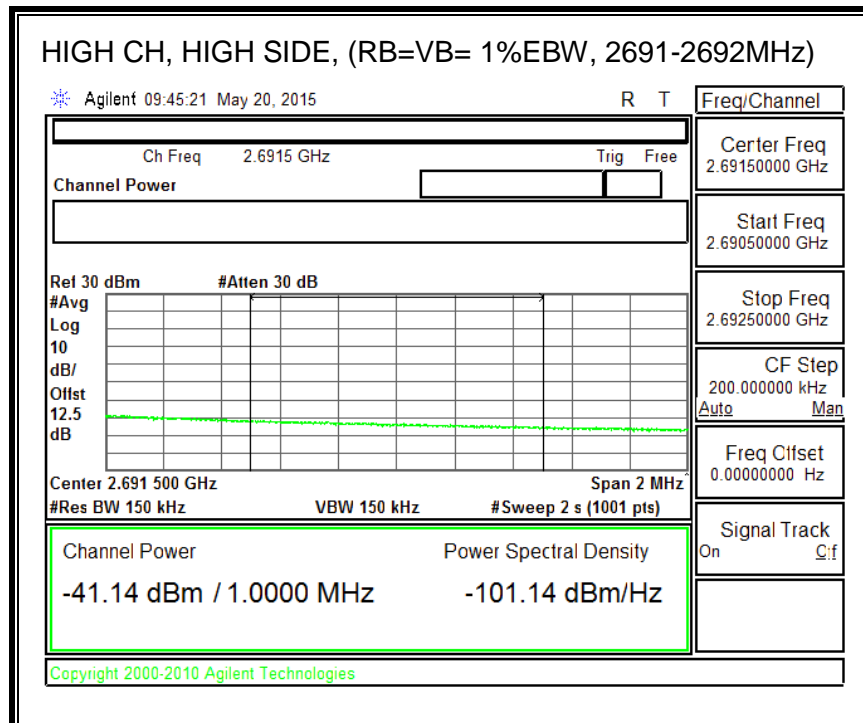 HIGH CH, HIGH SIDE, (RB=VB= 1%EBW, 2691-2692MHz)
Agilent 09:45:21 May 20, 2015 R T
Freq/Channel
Ch Freq 2.6915 GHz Trig Free
Channel Power
Center Freq
2.69150000 GHz
Start Freq
2.69050000 GHz
Stop Freq
2.69250000 GHz
CF Step
200.000000 kHz
Auto Man
Freq Offset
0.00000000 Hz
Signal Track
On Off
Ref 30 dBm #Atten 30 dB
#Avg
Log
10
dB/
Offst
12.5
dB
Center 2.691 500 GHz Span 2 MHz
#Res BW 150 kHz VBW 150 kHz #Sweep 2 s (1001 pts)
Channel Power Power Spectral Density
-41.14 dBm / 1.0000 MHz -101.14 dBm/Hz
Copyright 2000-2010 Agilent Technologies